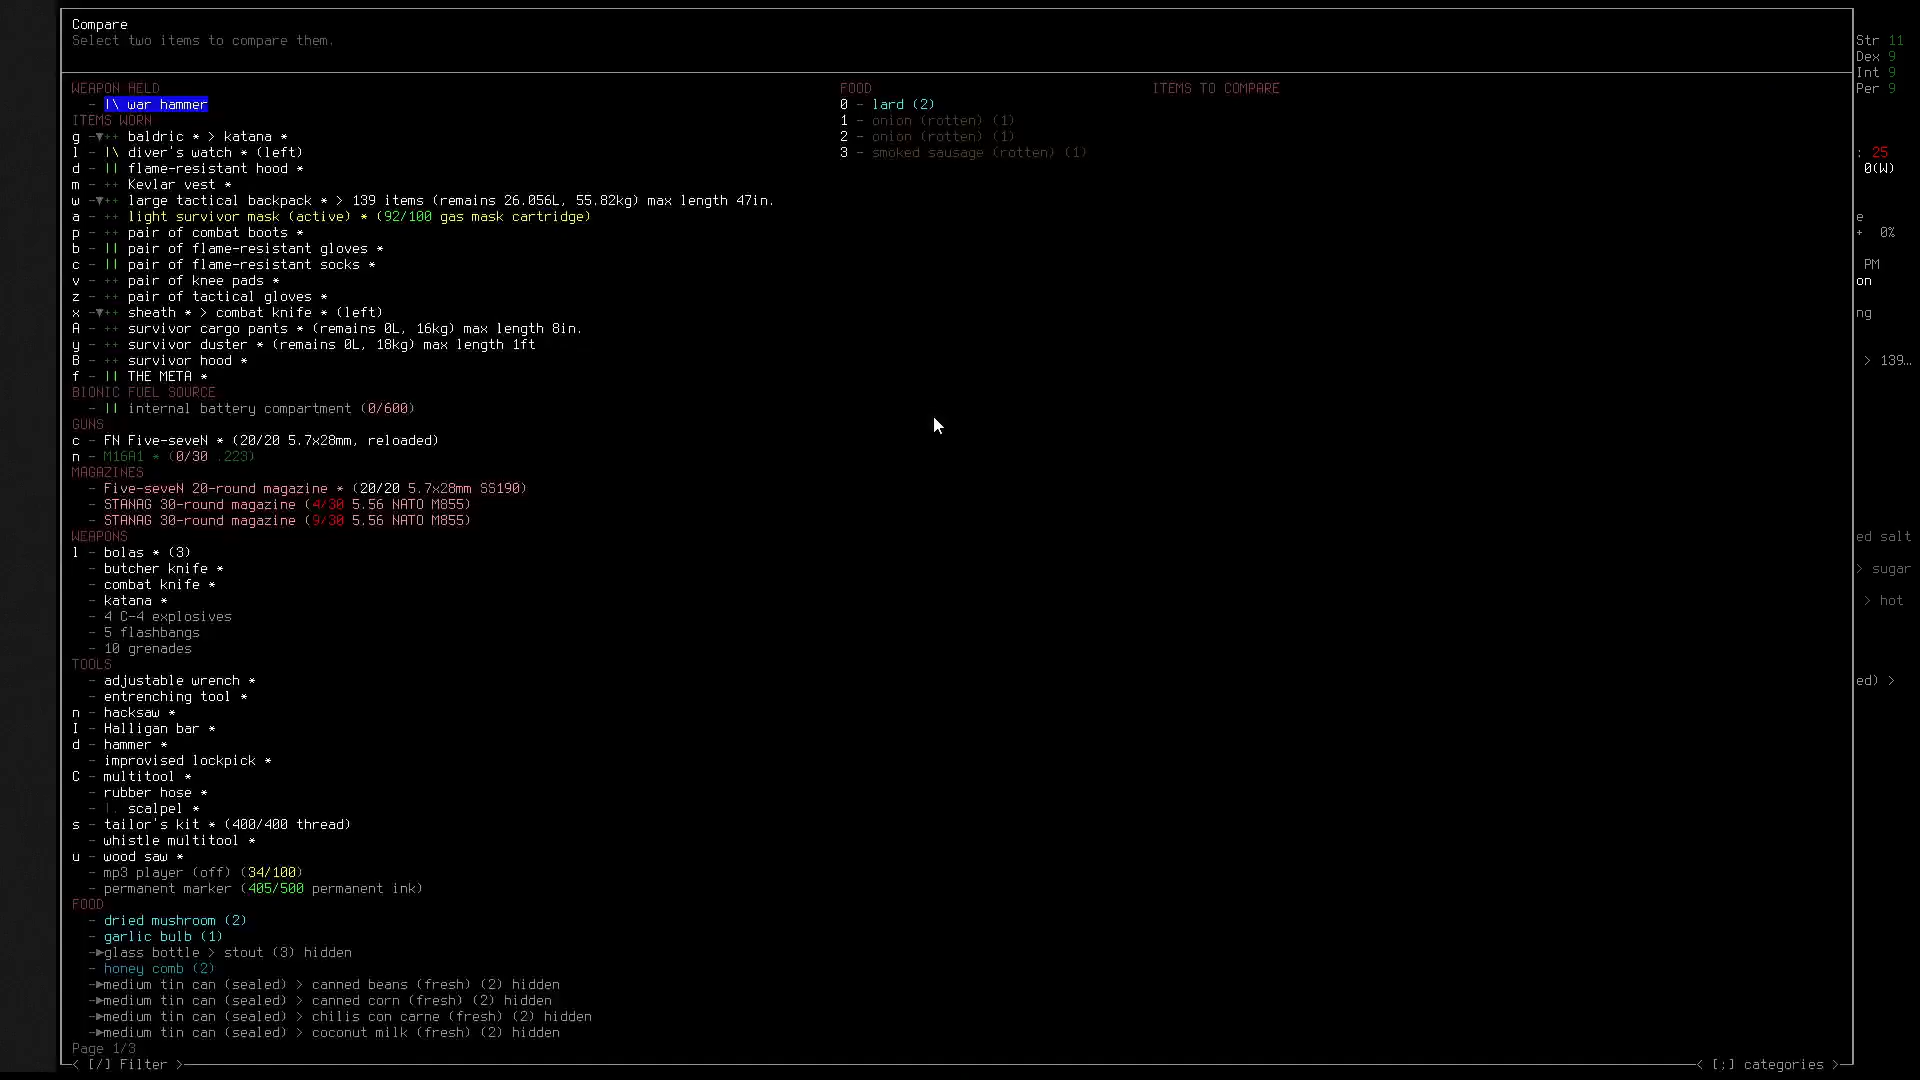 Compare
Select two items to compare them.
WEAPON HELD
- |\ war hammer
ITEMS WORN
g -▼++ baldric * > katana *
l - |\ diver's watch * (left)
d - || flame-resistant hood *
m - ++ Kevlar vest *
w -▼++ large tactical backpack * > 139 items (remains 26.056L, 55.82kg) max length 47in.
a - ++ light survivor mask (active) * (92/100 gas mask cartridge)
p - ++ pair of combat boots *
b - || pair of flame-resistant gloves *
c - || pair of flame-resistant socks *
v - ++ pair of knee pads *
z - ++ pair of tactical gloves *
x -▼++ sheath * > combat knife * (left)
A - ++ survivor cargo pants * (remains 0L, 16kg) max length 8in.
y - ++ survivor duster * (remains 0L, 18kg) max length 1ft
B - ++ survivor hood *
f - || THE META *
BIONIC FUEL SOURCE
- || internal battery compartment (0/600)
GUNS
c - FN Five-seveN * (20/20 5.7x28mm, reloaded)
n - M16A1 * (0/30 .223)
MAGAZINES
- Five-seveN 20-round magazine * (20/20 5.7x28mm SS190)
- STANAG 30-round magazine (4/30 5.56 NATO M855)
- STANAG 30-round magazine (9/30 5.56 NATO M855)
WEAPONS
l - bolas * (3)
- butcher knife *
- combat knife *
- katana *
- 4 C-4 explosives
- 5 flashbangs
- 10 grenades
TOOLS
- adjustable wrench *
- entrenching tool *
n - hacksaw *
I - Halligan bar *
d - hammer *
- improvised lockpick *
C - multitool *
- rubber hose *
- |. scalpel *
s - tailor's kit * (400/400 thread)
- whistle multitool *
u - wood saw *
- mp3 player (off) (34/100)
- permanent marker (405/500 permanent ink)
FOOD
- dried mushroom (2)
- garlic bulb (1)
-►glass bottle > stout (3) hidden
- honey comb (2)
-►medium tin can (sealed) > canned beans (fresh) (2) hidden
-►medium tin can (sealed) > canned corn (fresh) (2) hidden
-►medium tin can (sealed) > chilis con carne (fresh) (2) hidden
-►medium tin can (sealed) > coconut milk (fresh) (2) hidden
Page 1/3
< [/] Filter >
FOOD
0 - lard (2)
1 - onion (rotten) (1)
2 - onion (rotten) (1)
3 - smoked sausage (rotten) (1)
ITEMS TO COMPARE
< [;] categories >
Str 11
Dex 9
Int 9
Per 9
: 25
0(W)
e
+ 0%
PM
on
ng
> 139…
ed salt
> sugar
> hot
ed) >